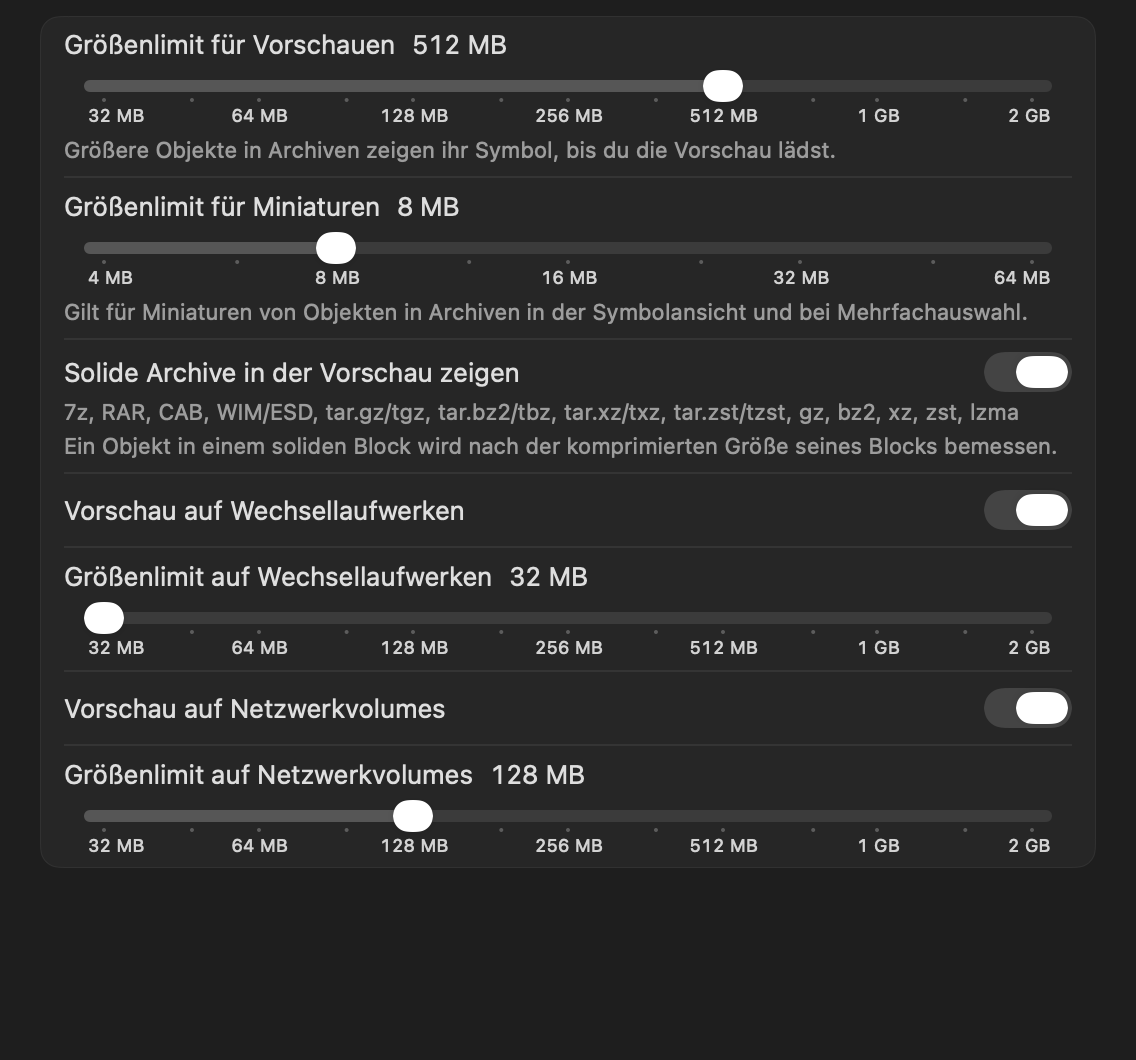 Größenlimit für Vorschauen 512 MB
32 MB 64 MB 128 MB 256 MB 512 MB 1 GB 2 GB
Größere Objekte in Archiven zeigen ihr Symbol, bis du die Vorschau lädst.
Größenlimit für Miniaturen 8 MB
4 MB 8 MB 16 MB 32 MB 64 MB
Gilt für Miniaturen von Objekten in Archiven in der Symbolansicht und bei Mehrfachauswahl.
Solide Archive in der Vorschau zeigen
7z, RAR, CAB, WIM/ESD, tar.gz/tgz, tar.bz2/tbz, tar.xz/txz, tar.zst/tzst, gz, bz2, xz, zst, lzma
Ein Objekt in einem soliden Block wird nach der komprimierten Größe seines Blocks bemessen.
Vorschau auf Wechsellaufwerken
Größenlimit auf Wechsellaufwerken 32 MB
32 MB 64 MB 128 MB 256 MB 512 MB 1 GB 2 GB
Vorschau auf Netzwerkvolumes
Größenlimit auf Netzwerkvolumes 128 MB
32 MB 64 MB 128 MB 256 MB 512 MB 1 GB 2 GB